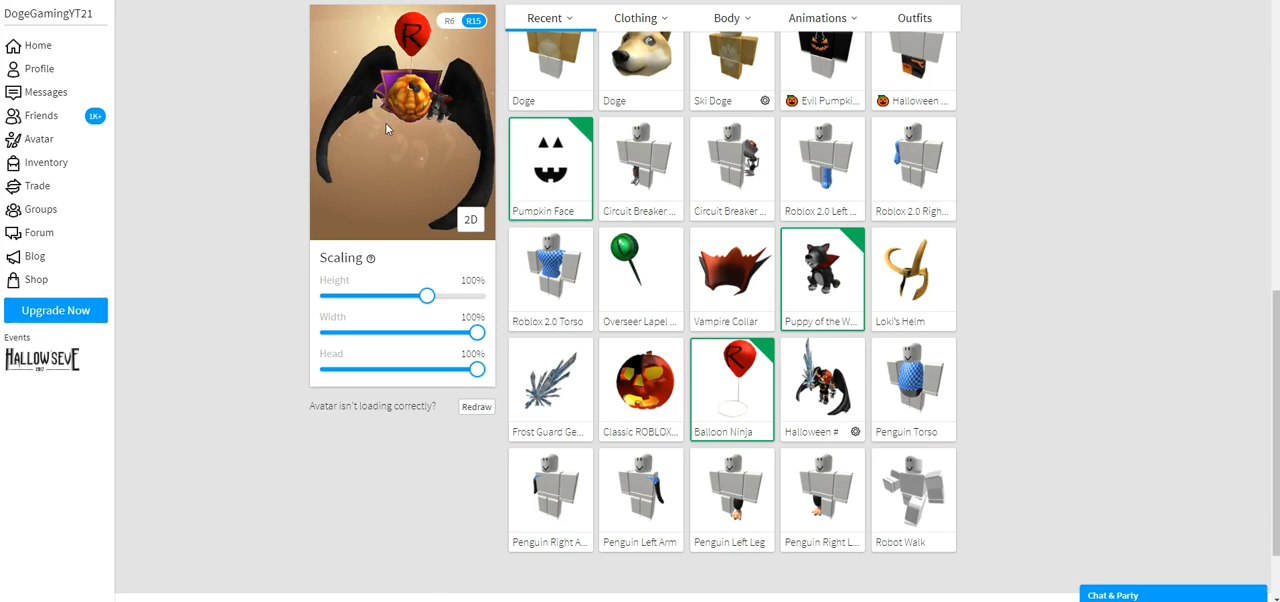 DogeGamingYT21
Home
Profile
Messages
Friends
1K+
Avatar
Inventory
Trade
Groups
Forum
Blog
Shop
Upgrade Now
Events
HALLOW'S EVE
2017
R6
R15
R
2D
Scaling
Height
100%
Width
100%
Head
100%
Avatar isn't loading correctly?
Redraw
Recent
Clothing
Body
Animations
Outfits
Doge
Doge
Ski Doge
Evil Pumpki...
Halloween ...
Pumpkin Face
Circuit Breaker ...
Circuit Breaker ...
Roblox 2.0 Left ...
Roblox 2.0 Righ...
Roblox 2.0 Torso
Overseer Lapel ...
Vampire Collar
Puppy of the W...
Loki's Helm
R
Frost Guard Ge...
Classic ROBLOX...
Balloon Ninja
Halloween #
Penguin Torso
Penguin Right A...
Penguin Left Arm
Penguin Left Leg
Penguin Right L...
Robot Walk
Chat & Party